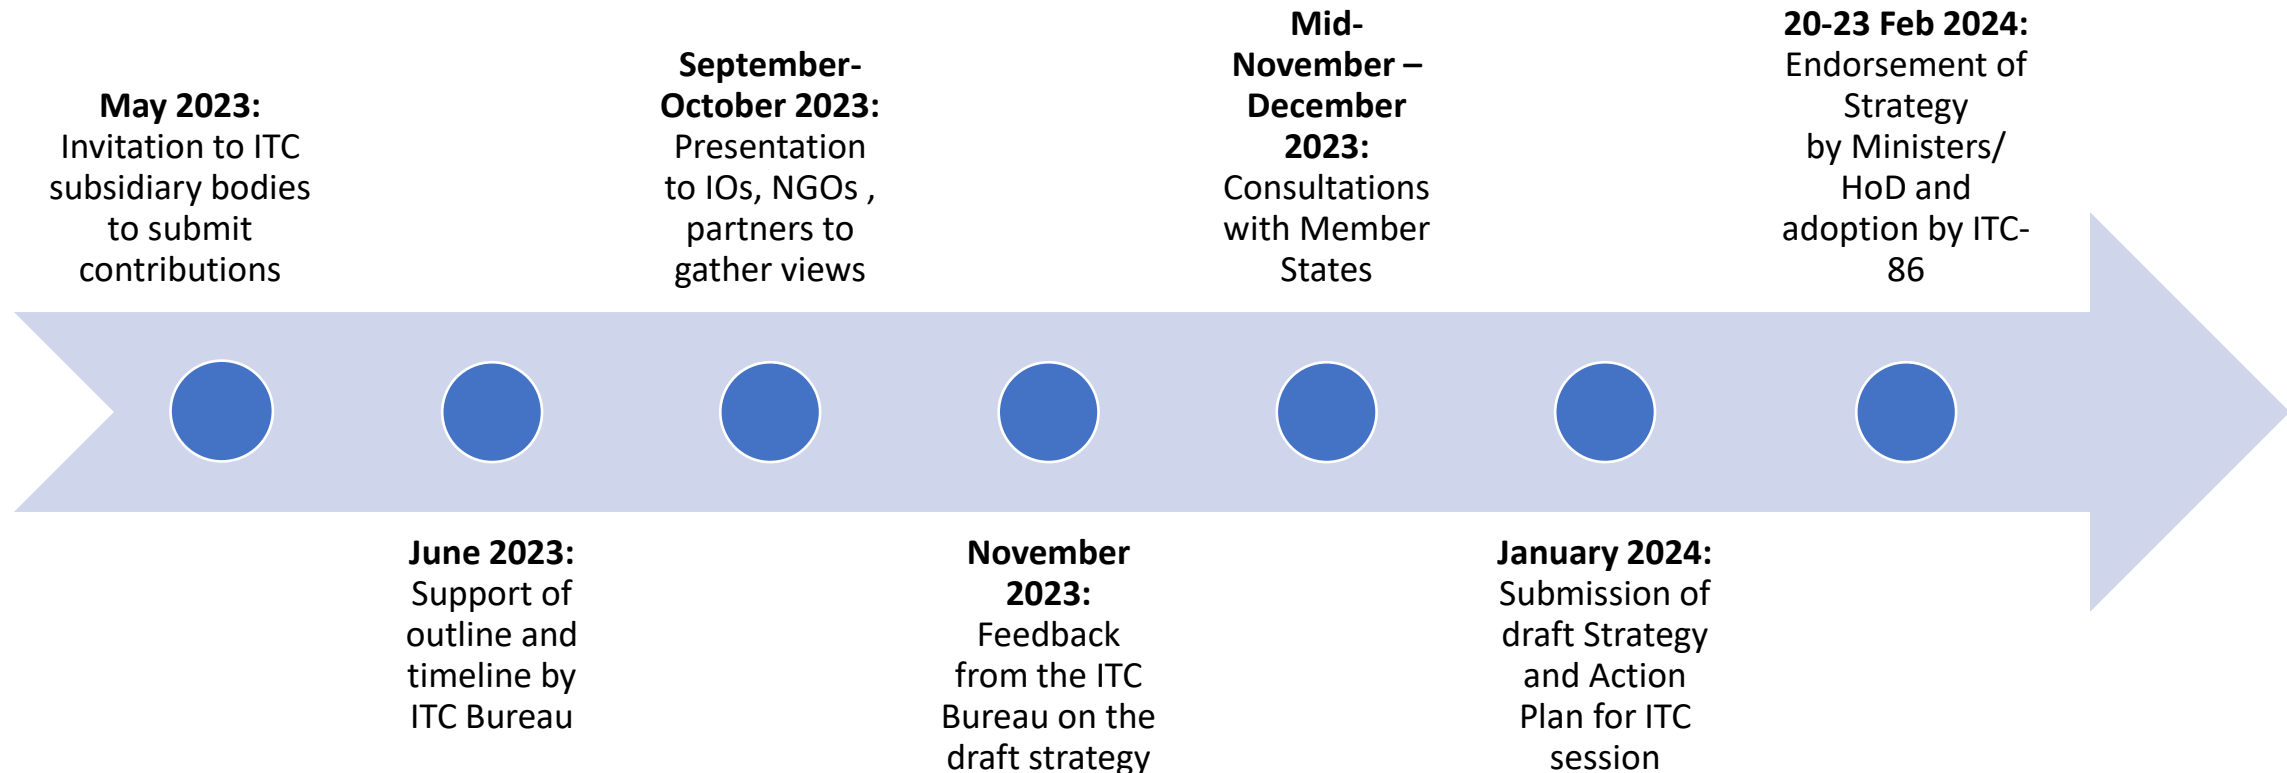 May 2023:
Invitation to ITC
subsidiary bodies
to submit
contributions
June 2023:
Support of
outline and
timeline by
ITC Bureau
September-
October 2023:
Presentation
to IOs, NGOs ,
partners to
gather views
November
2023:
Feedback
from the ITC
Bureau on the
draft strategy
Mid-
November –
December
2023:
Consultations
with Member
States
January 2024:
Submission of
draft Strategy
and Action
Plan for ITC
session
20-23 Feb 2024:
Endorsement of
Strategy
by Ministers/
HoD and
adoption by ITC-
86